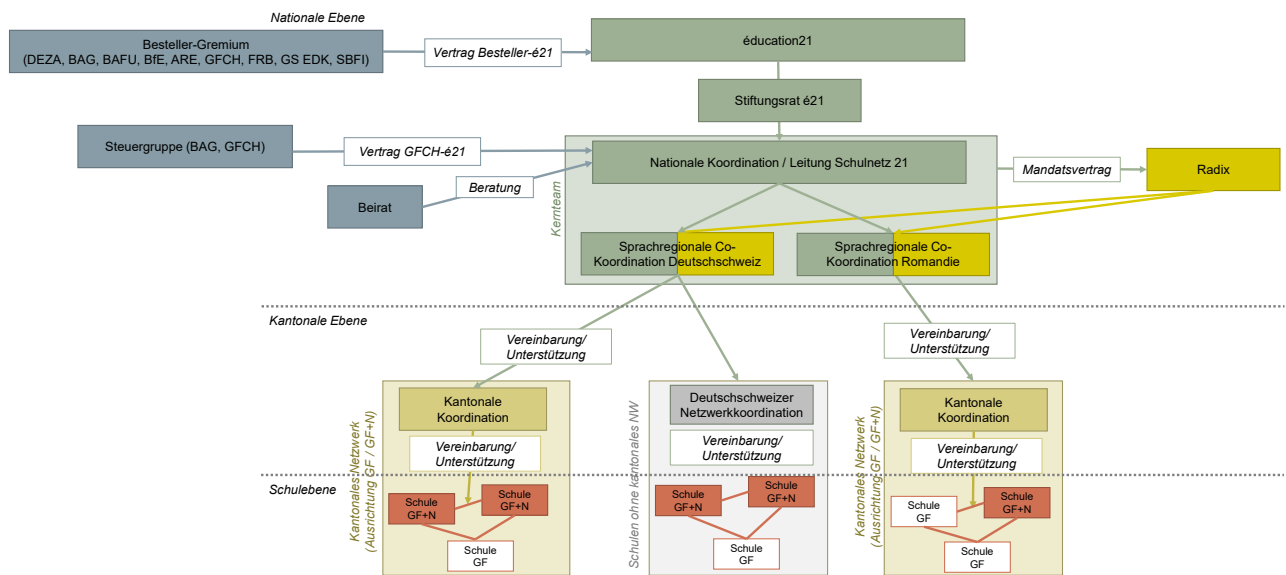 Nationale Ebene
Besteller-Gremium
(DEZA, BAG, BAFU, BfE, ARE, GFCH, FRB, GS EDK, SBFI)
Vertrag Besteller-é21
éducation21
Stiftungsrat é21
Steuergruppe (BAG, GFCH)
Vertrag GFCH-é21
Nationale Koordination / Leitung Schulnetz 21
Mandatsvertrag
Radix
Beratung
Beirat
Kernteam
Sprachregionale Co-
Koordination Deutschschweiz
Sprachregionale Co-
Koordination Romandie
Kantonale Ebene
Vereinbarung/
Unterstützung
Vereinbarung/
Unterstützung
Kantonales Netzwerk
(Ausrichtung GF / GF+N)
Kantonale
Koordination
Vereinbarung/
Unterstützung
Schulen ohne kantonales NW
Deutschschweizer
Netzwerkkoordination
Vereinbarung/
Unterstützung
Kantonales Netzwerk
(Ausrichtung GF / GF+N)
Kantonale
Koordination
Vereinbarung/
Unterstützung
Schulebene
Schule
GF+N
Schule
GF+N
Schule
GF
Schule
GF+N
Schule
GF+N
Schule
GF
Schule
GF
Schule
GF+N
Schule
GF